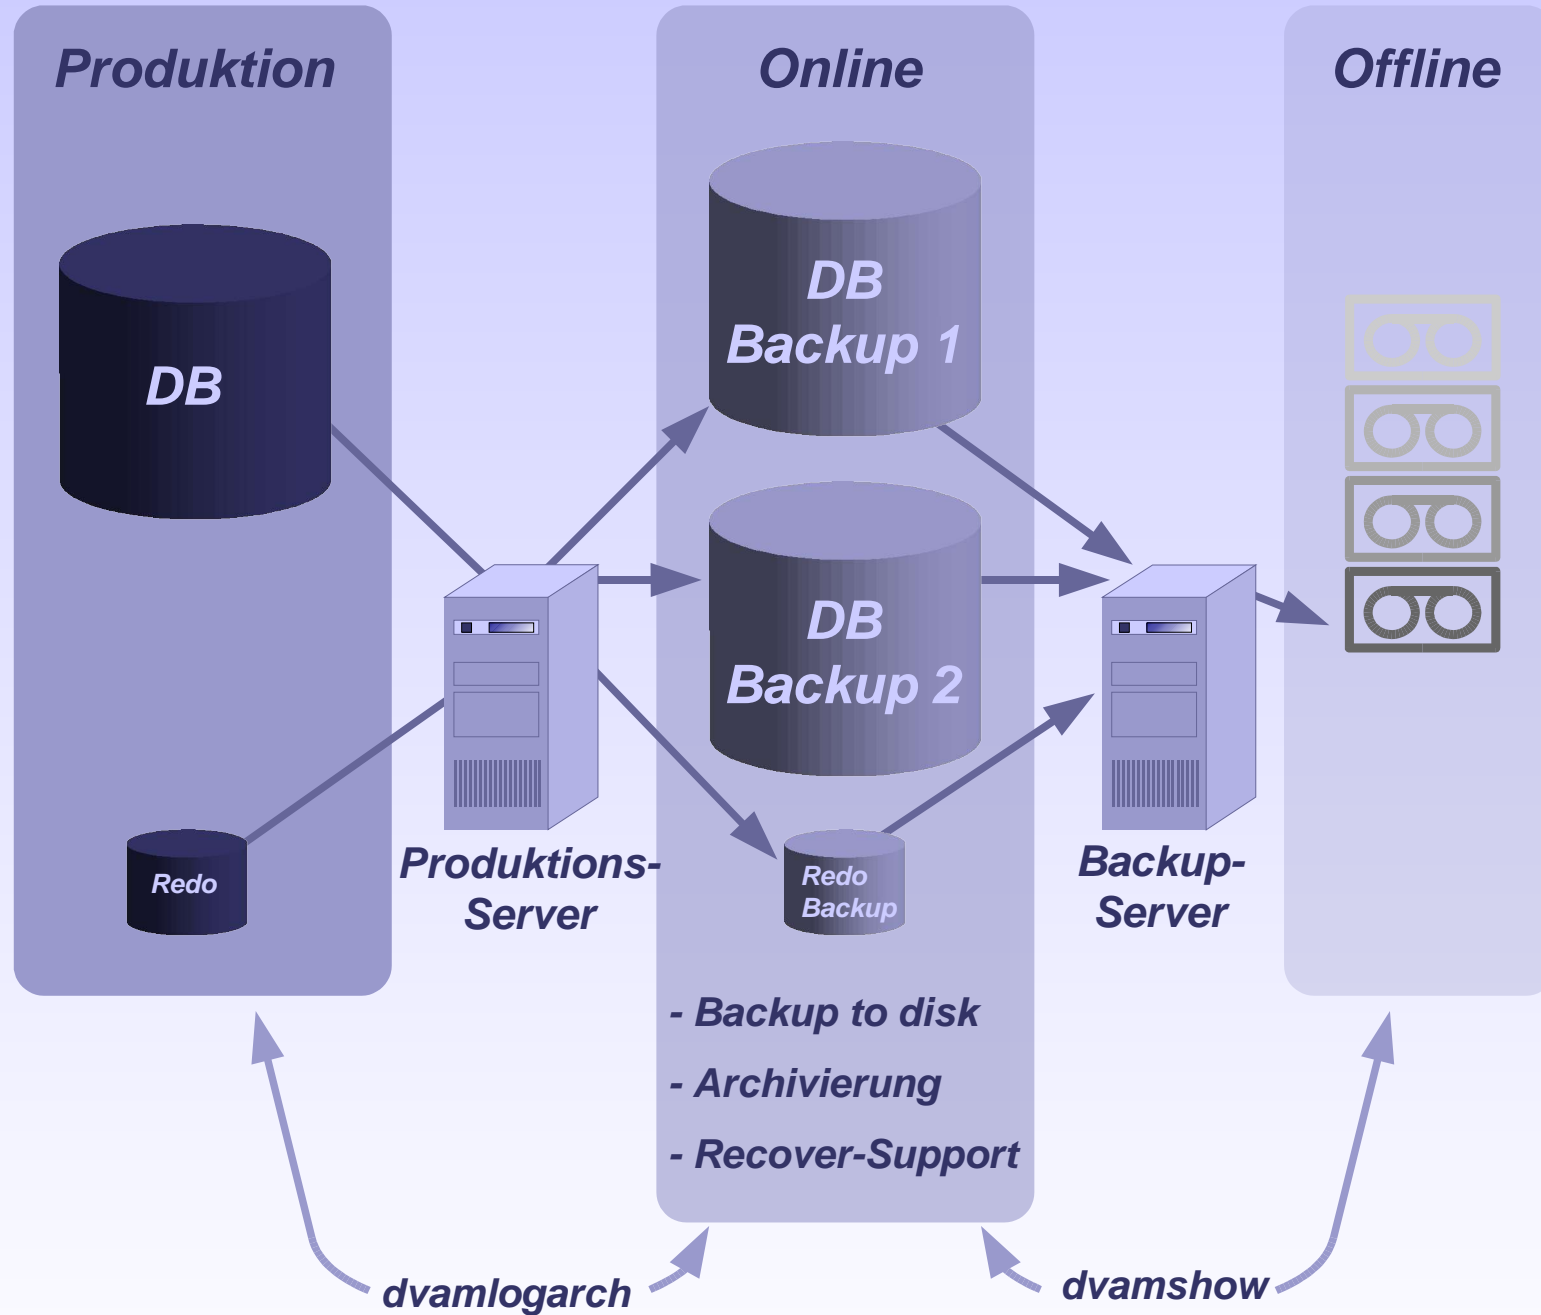 Produktion
Online
Offline
DB
DB
Backup 1
DB
Backup 2
Redo
Produktions-
Server
Redo
Backup
Backup-
Server
- Backup to disk
- Archivierung
- Recover-Support
dvamlogarch
dvamshow